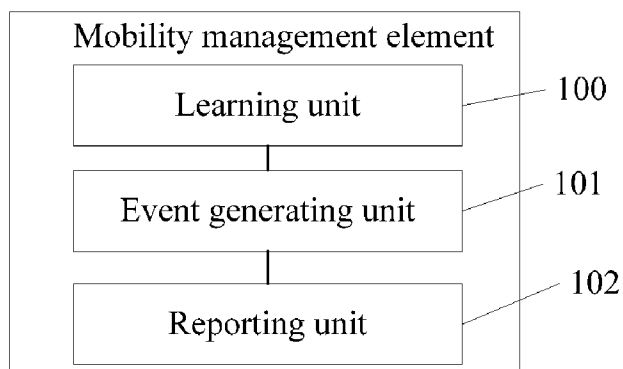 Mobility management element
Learning unit
100
Event generating unit
101
Reporting unit
102